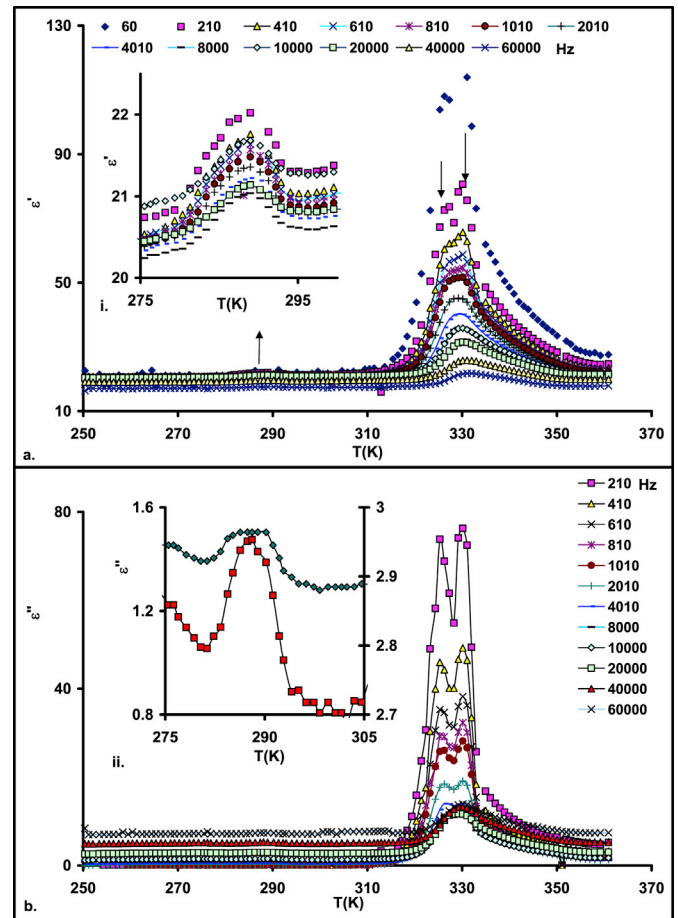 60 210 410 610 810 1010 2010
4010 8000 10000 20000 40000 60000 Hz
130
90
50
10
ε'
22
21
20
ε'
275 295
T(K)
i.
250 270 290 310 330 350 370
T(K)
a.
80
40
0
ε"
1.6
1.2
0.8
ε"
3
2.9
2.8
2.7
275 290 305
T(K)
ii.
210 Hz
410
610
810
1010
2010
4010
8000
10000
20000
40000
60000
250 270 290 310 330 350 370
T(K)
b.